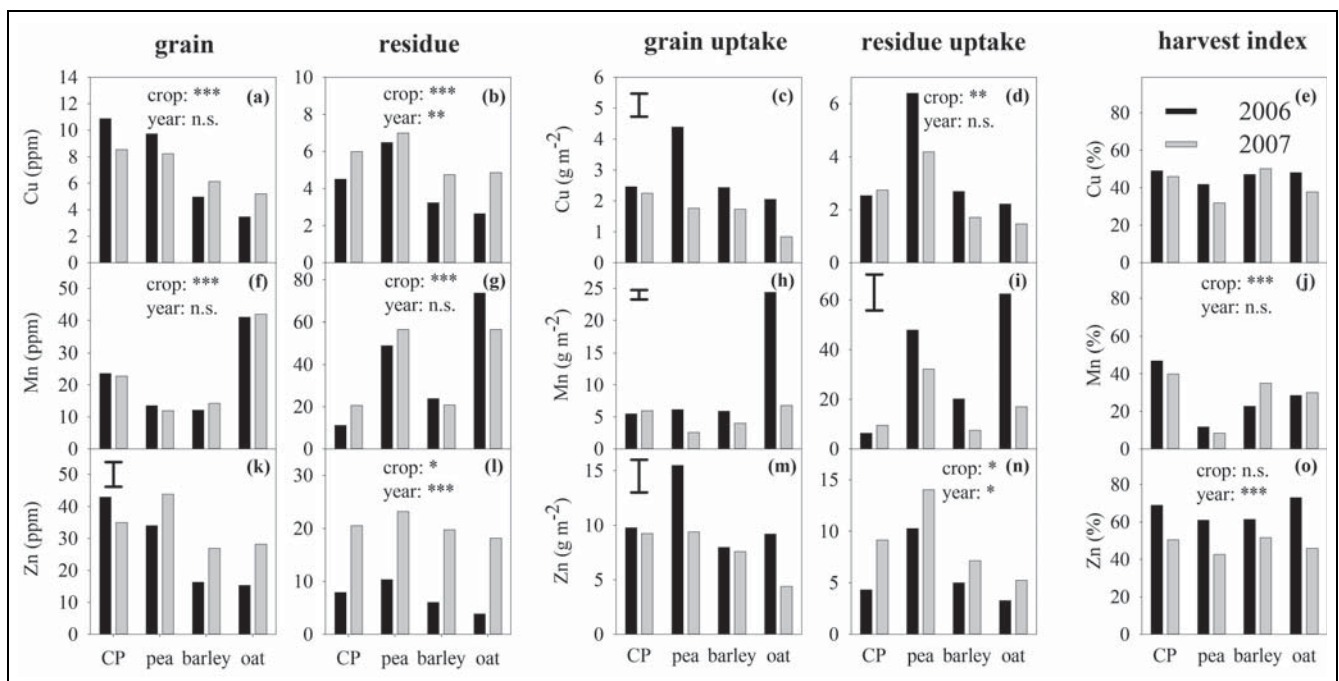 grain residue grain uptake residue uptake harvest index
Cu (ppm)
14
12
10
8
6
4
2
0
crop: ***
year: n.s.
(a)
10
8
6
4
2
0
crop: ***
year: **
(b)
Cu (g m-2)
6
5
4
3
2
1
0
(c)
6
4
2
0
crop: **
year: n.s.
(d)
Cu (%)
80
60
40
20
0
(e)
2006
2007
Mn (ppm)
50
40
30
20
10
0
crop: ***
year: n.s.
(f)
80
60
40
20
0
crop: ***
year: n.s.
(g)
Mn (g m-2)
25
20
15
10
5
0
(h)
60
40
20
0
(i)
Mn (%)
80
60
40
20
0
crop: ***
year: n.s.
(j)
Zn (ppm)
50
40
30
20
10
0
(k)
30
20
10
0
crop: *
year: ***
(l)
Zn (g m-2)
15
10
5
0
(m)
15
10
5
0
crop: *
year: *
(n)
Zn (%)
80
60
40
20
0
crop: n.s.
year: ***
(o)
CP pea barley oat
CP pea barley oat
CP pea barley oat
CP pea barley oat
CP pea barley oat